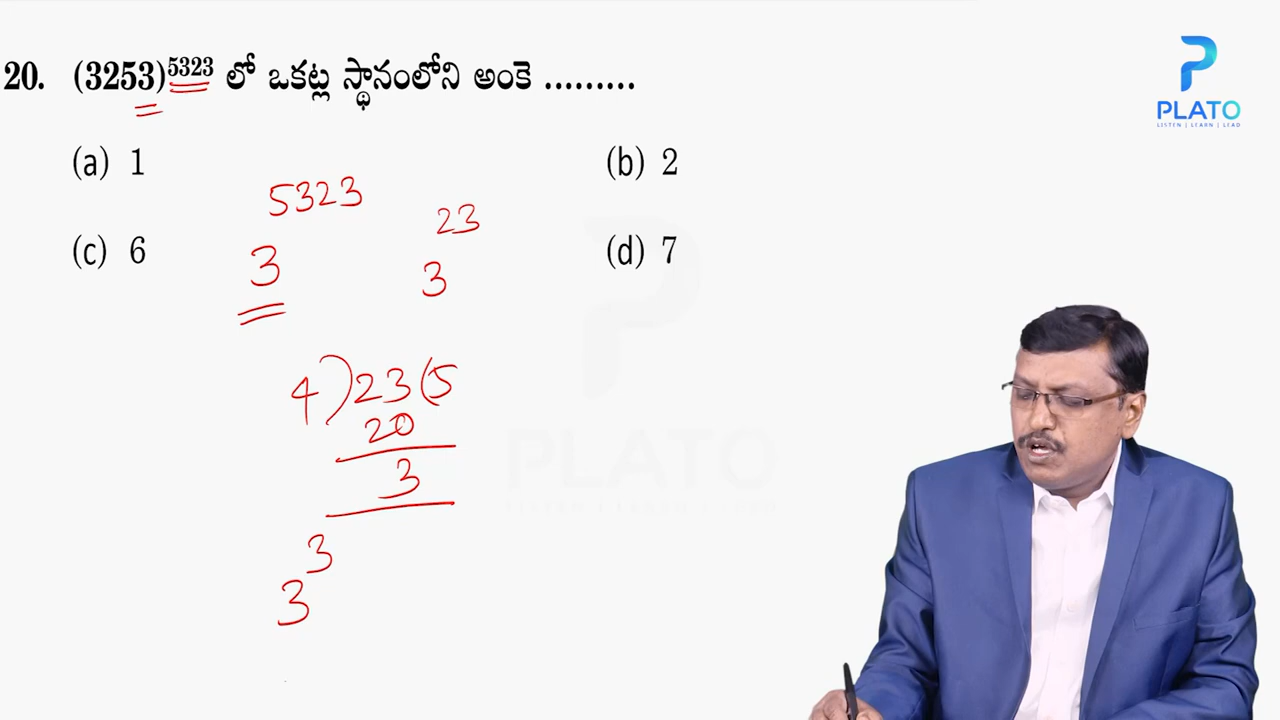 20. (3253)^5323 లో ఒకట్ల స్థానంలోని అంకె .........
(a) 1
(b) 2
(c) 6
(d) 7
3^5323
3^23
4)23(5
20
3
3^3
PLATO
LISTEN | LEARN | LEAD
PLATO